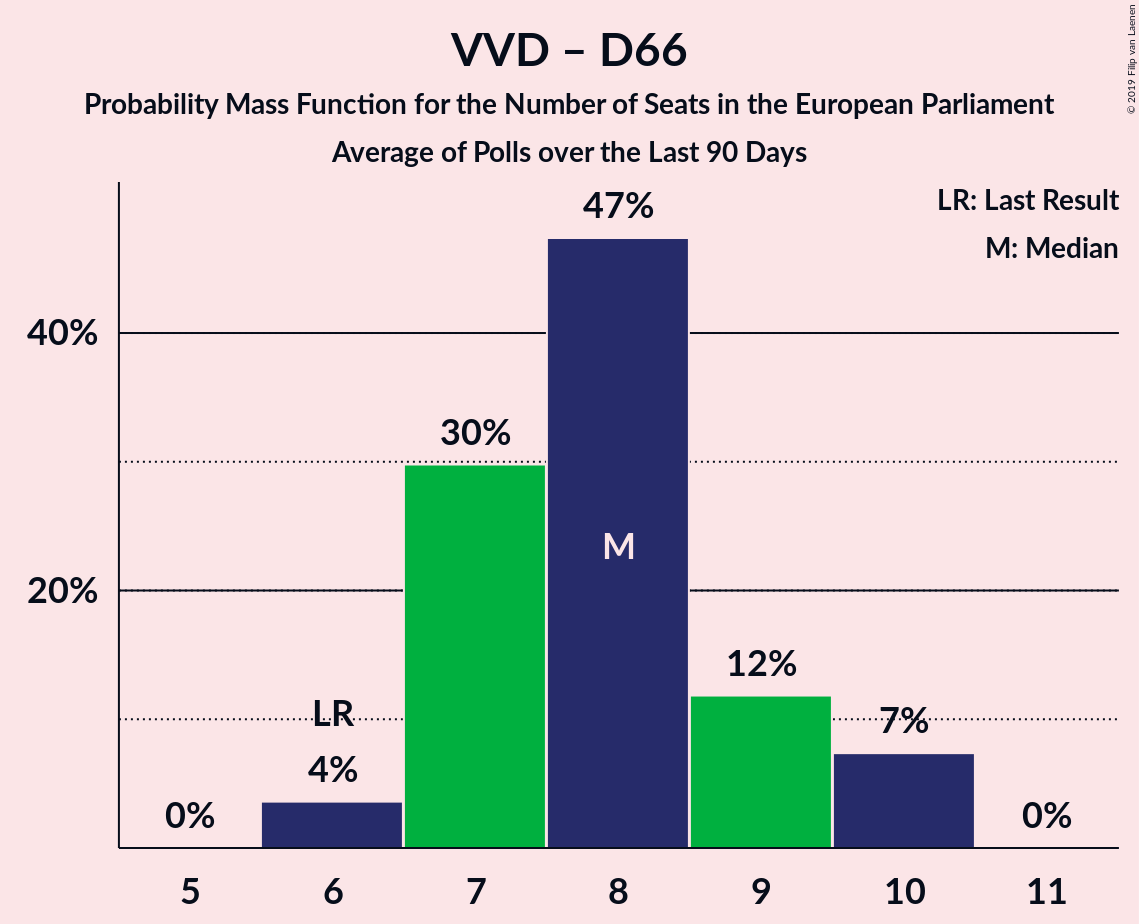 VVD – D66
Probability Mass Function for the Number of Seats in the European Parliament
Average of Polls over the Last 90 Days
© 2019 Filip van Laenen
LR: Last Result
M: Median
47%
40%
30%
M
20%
12%
LR
7%
4%
0%
0%
5 6 7 8 9 10 11